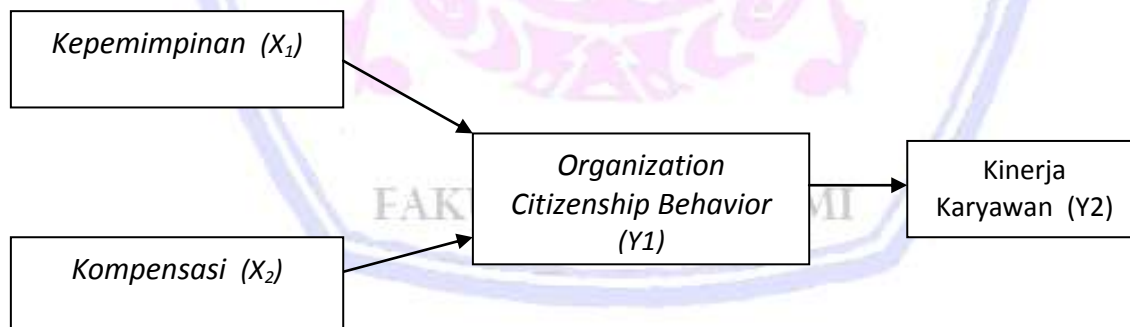 Kepemimpinan (X₁)
Organization
Citizenship Behavior
(Y1)
Kinerja
Karyawan (Y2)
Kompensasi (X₂)